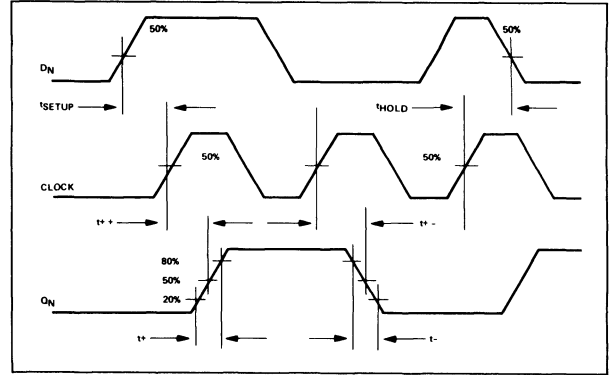 50%
50%
DN
tSETUP
tHOLD
50%
50%
CLOCK
t+ +
t+ -
80%
50%
20%
QN
t+
t-